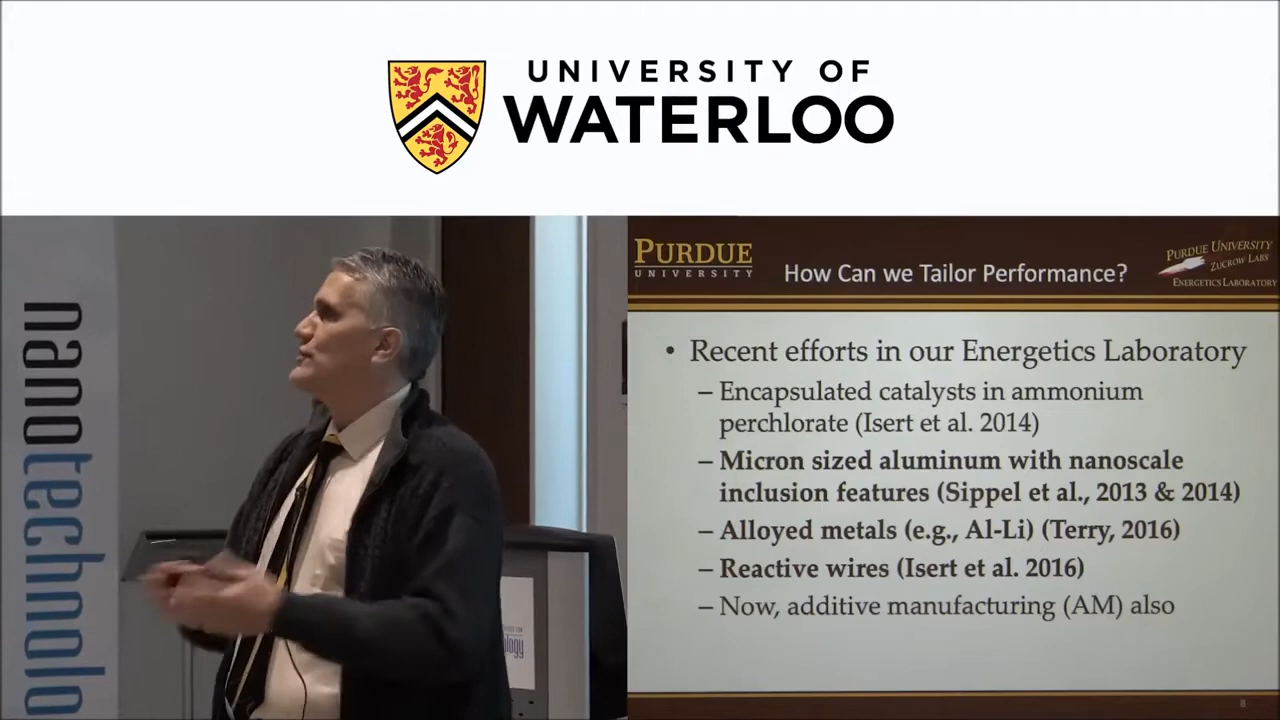 UNIVERSITY OF
WATERLOO
nanotechnolo
ology
PURDUE
UNIVERSITY
How Can we Tailor Performance?
PURDUE UNIVERSITY
ZUCROW LABS
ENERGETICS LABORATORY
• Recent efforts in our Energetics Laboratory
– Encapsulated catalysts in ammonium
perchlorate (Isert et al. 2014)
– Micron sized aluminum with nanoscale
inclusion features (Sippel et al., 2013 & 2014)
– Alloyed metals (e.g., Al-Li) (Terry, 2016)
– Reactive wires (Isert et al. 2016)
– Now, additive manufacturing (AM) also